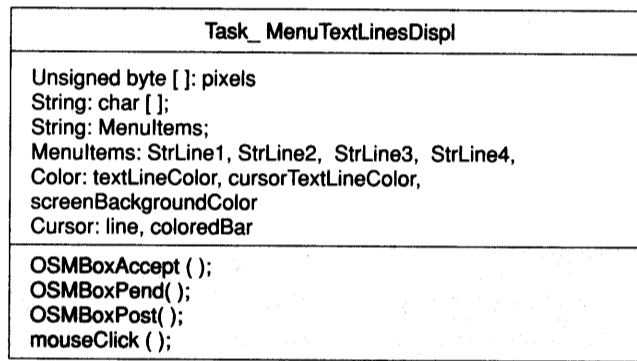 Task_ MenuTextLinesDispl
Unsigned byte [ ]: pixels
String: char [ ];
String: MenuItems;
MenuItems: StrLine1, StrLine2, StrLine3, StrLine4,
Color: textLineColor, cursorTextLineColor,
screenBackgroundColor
Cursor: line, coloredBar
OSMBoxAccept ( );
OSMBoxPend( );
OSMBoxPost( );
mouseClick ( );